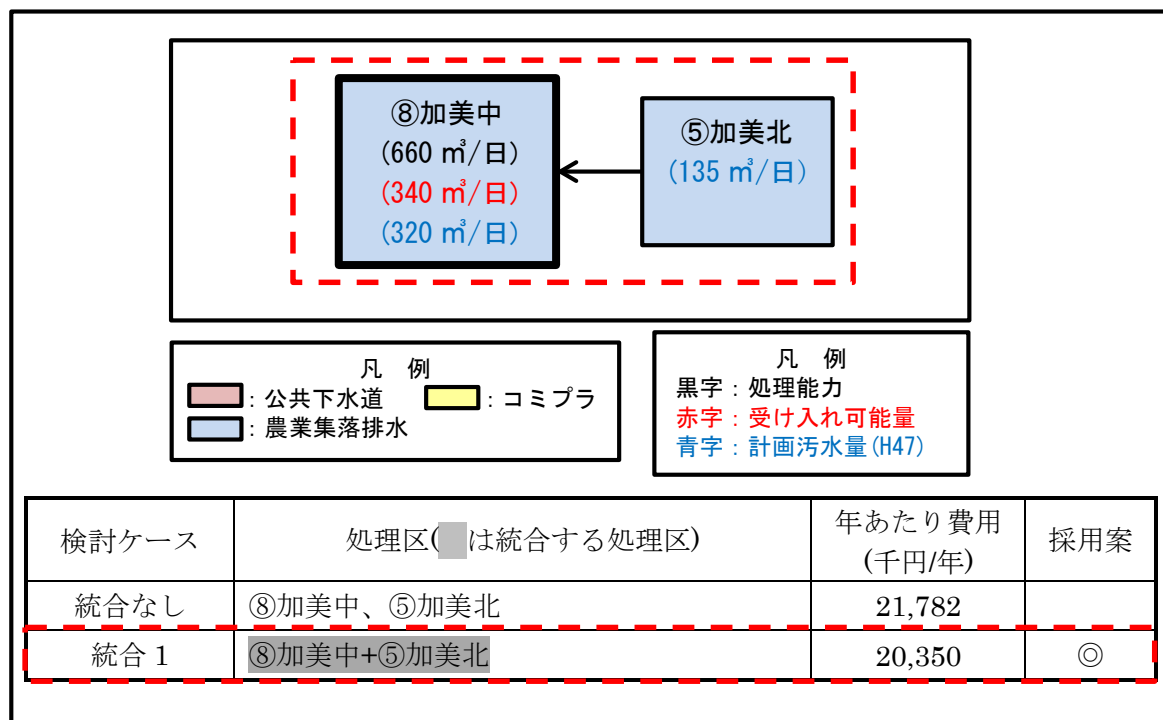 ⑧加美中
(660 ㎥/日)
(340 ㎥/日)
(320 ㎥/日)
⑤加美北
(135 ㎥/日)
凡 例
：公共下水道
：コミプラ
：農業集落排水
凡 例
黒字：処理能力
赤字：受け入れ可能量
青字：計画汚水量(H47)
検討ケース
処理区( は統合する処理区)
年あたり費用
(千円/年)
採用案
統合なし
⑧加美中、⑤加美北
21,782
統合 1
⑧加美中+⑤加美北
20,350
◎